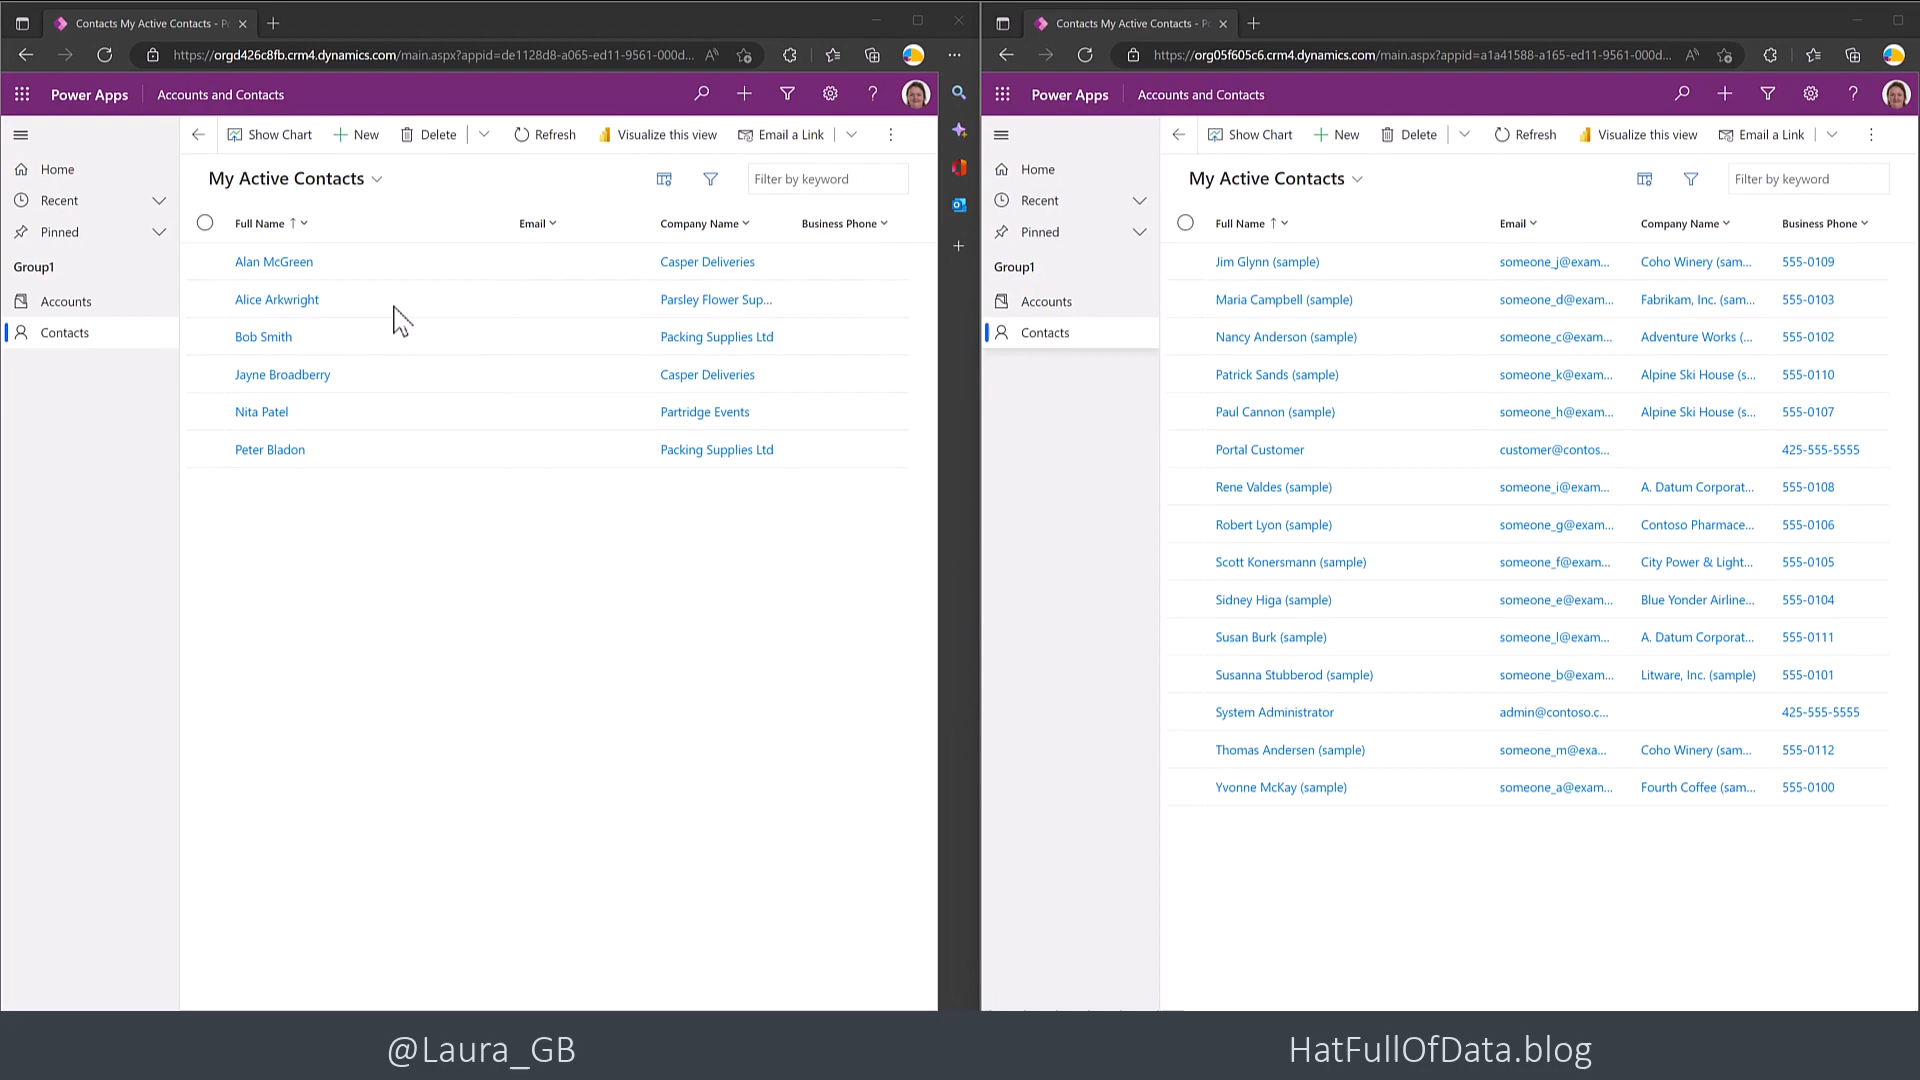 Contacts My Active Contacts - P
https://orgd426c8fb.crm4.dynamics.com/main.aspx?appid=de1128d8-a065-ed11-9561-000d...
Power Apps
Accounts and Contacts
Show Chart
New
Delete
Refresh
Visualize this view
Email a Link
Home
Recent
Pinned
Group1
Accounts
Contacts
My Active Contacts
Filter by keyword
Full Name ↑ Email Company Name Business Phone
Alan McGreen Casper Deliveries
Alice Arkwright Parsley Flower Sup...
Bob Smith Packing Supplies Ltd
Jayne Broadberry Casper Deliveries
Nita Patel Partridge Events
Peter Bladon Packing Supplies Ltd
Contacts My Active Contacts - P
https://org05f605c6.crm4.dynamics.com/main.aspx?appid=a1a41588-a165-ed11-9561-000d...
Power Apps
Accounts and Contacts
Show Chart
New
Delete
Refresh
Visualize this view
Email a Link
Home
Recent
Pinned
Group1
Accounts
Contacts
My Active Contacts
Filter by keyword
Full Name ↑ Email Company Name Business Phone
Jim Glynn (sample) someone_j@exam... Coho Winery (sam... 555-0109
Maria Campbell (sample) someone_d@exam... Fabrikam, Inc. (sam... 555-0103
Nancy Anderson (sample) someone_c@exam... Adventure Works (... 555-0102
Patrick Sands (sample) someone_k@exam... Alpine Ski House (s... 555-0110
Paul Cannon (sample) someone_h@exam... Alpine Ski House (s... 555-0107
Portal Customer customer@contos... 425-555-5555
Rene Valdes (sample) someone_i@exam... A. Datum Corporat... 555-0108
Robert Lyon (sample) someone_g@exam... Contoso Pharmace... 555-0106
Scott Konersmann (sample) someone_f@exam... City Power & Light... 555-0105
Sidney Higa (sample) someone_e@exam... Blue Yonder Airline... 555-0104
Susan Burk (sample) someone_l@exam... A. Datum Corporat... 555-0111
Susanna Stubberod (sample) someone_b@exam... Litware, Inc. (sample) 555-0101
System Administrator admin@contoso.c... 425-555-5555
Thomas Andersen (sample) someone_m@exa... Coho Winery (sam... 555-0112
Yvonne McKay (sample) someone_a@exam... Fourth Coffee (sam... 555-0100
@Laura_GB
HatFullOfData.blog